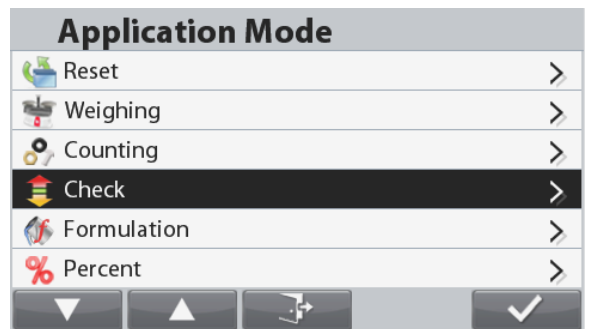 Application Mode
Reset
Weighing
Counting
Check
Formulation
Percent